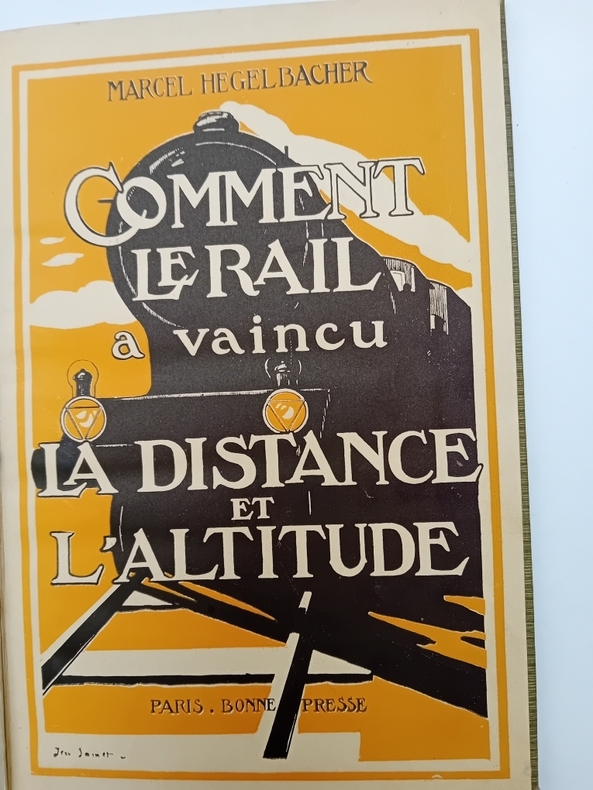 MARCEL HEGELBACHER
COMMENT
LE RAIL
a vaincu
LA DISTANCE
ET
L'ALTITUDE
PARIS . BONNE PRESSE